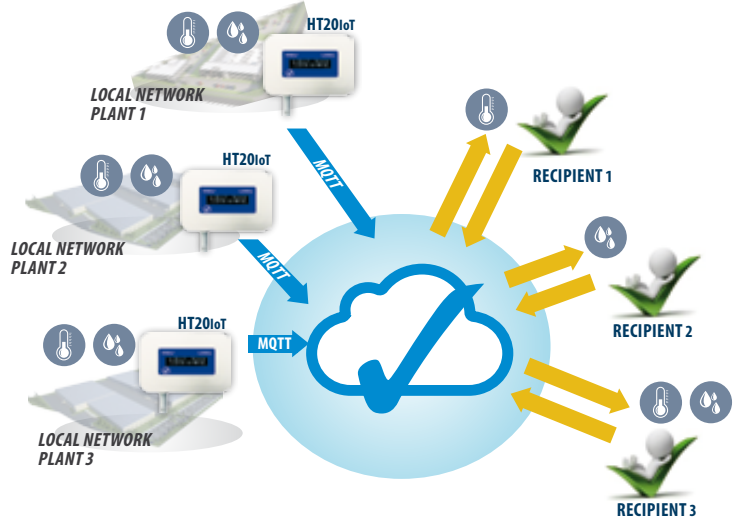 HT20IoT
LOCAL NETWORK
PLANT 1
MQTT
RECIPIENT 1
HT20IoT
LOCAL NETWORK
PLANT 2
MQTT
RECIPIENT 2
HT20IoT
MQTT
LOCAL NETWORK
PLANT 3
RECIPIENT 3